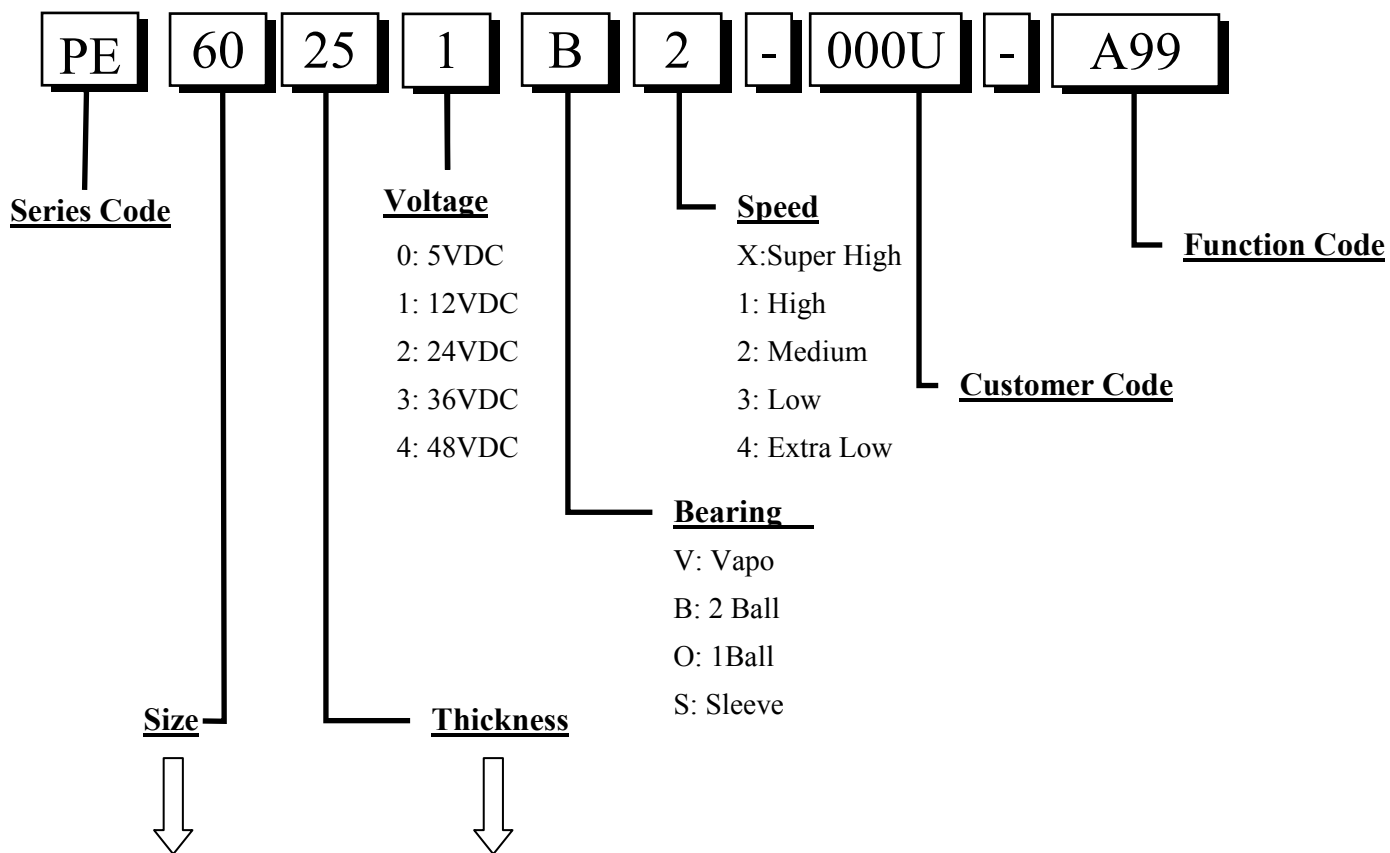 PE 60 25 1 B 2 - 000U - A99
Series Code
Voltage
0: 5VDC
1: 12VDC
2: 24VDC
3: 36VDC
4: 48VDC
Speed
X:Super High
1: High
2: Medium
3: Low
4: Extra Low
Function Code
Customer Code
Bearing
V: Vapo
B: 2 Ball
O: 1Ball
S: Sleeve
Size
Thickness